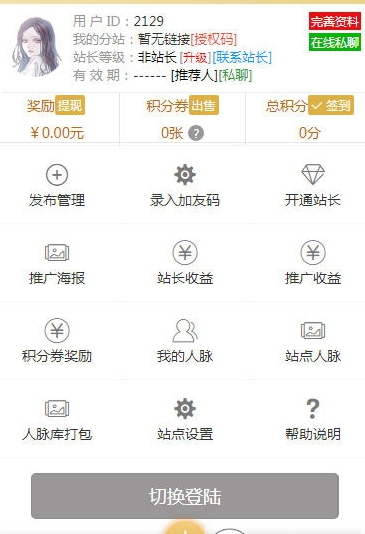 用 户 ID：2129
完善资料
我的分站：暂无链接[授权码]
在线私聊
站长等级：非站长 [升级][联系站长]
有 效 期：------ [推荐人][私聊]
奖励提现 积分券出售 总积分✓签到
￥0.00元 0张 ? 0分
发布管理 录入加友码 开通站长
推广海报 站长收益 推广收益
积分券奖励 我的人脉 站点人脉
人脉库打包 站点设置 帮助说明
切换登陆